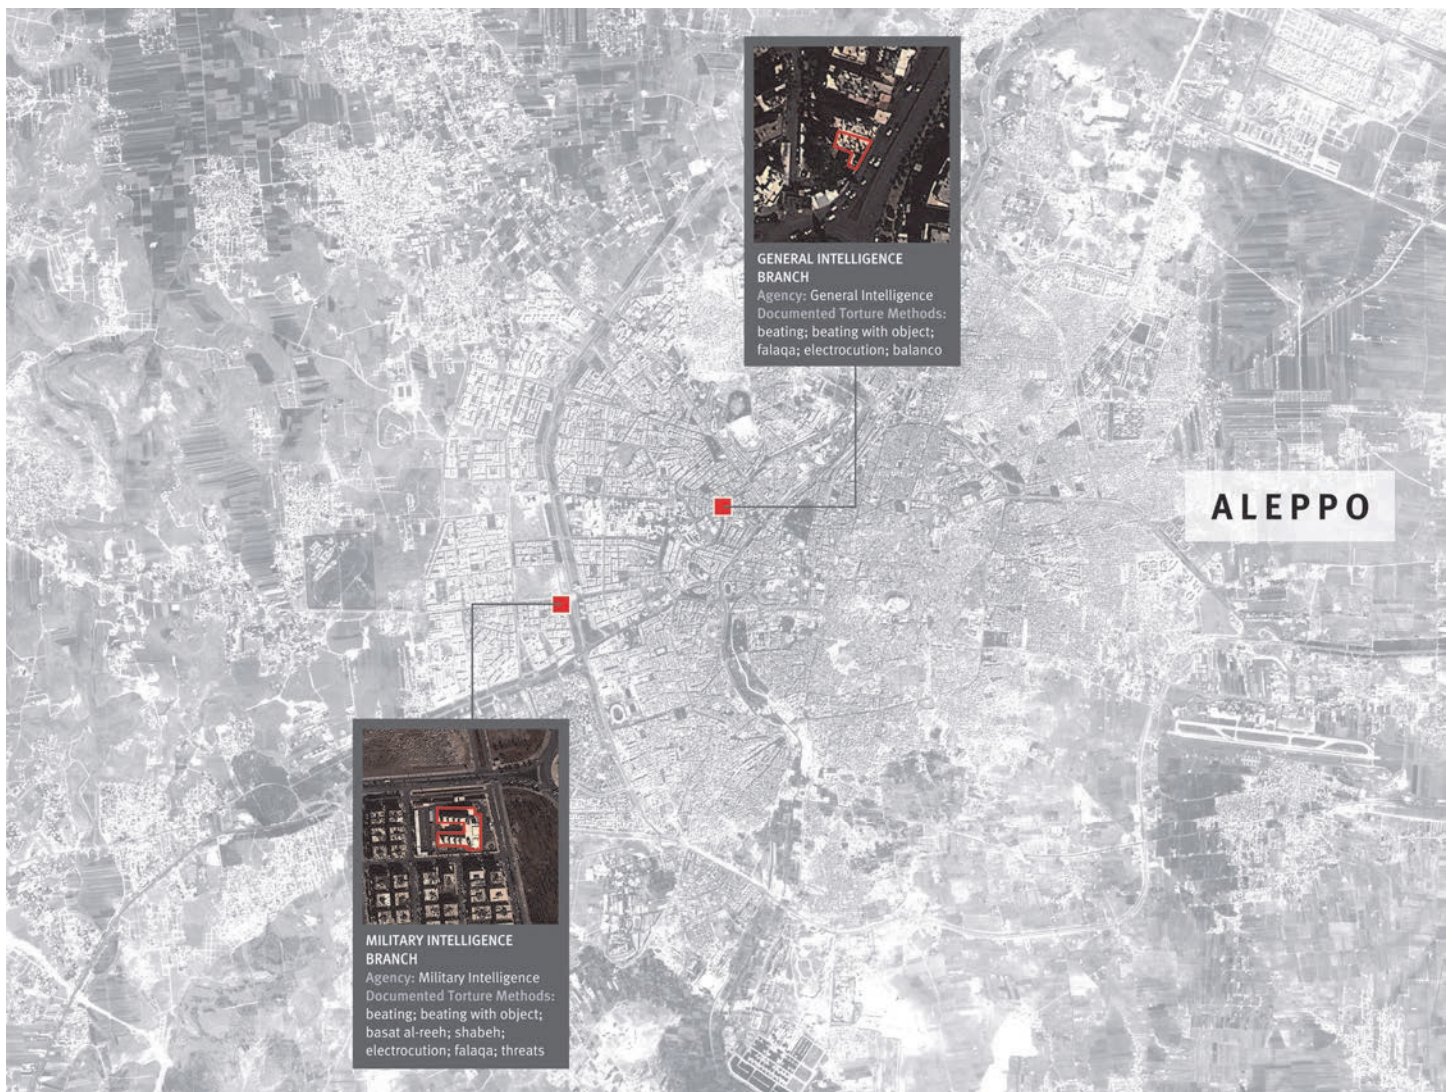 GENERAL INTELLIGENCE
BRANCH
Agency: General Intelligence
Documented Torture Methods:
beating; beating with object;
falaqa; electrocution; balanco
ALEPPO
MILITARY INTELLIGENCE
BRANCH
Agency: Military Intelligence
Documented Torture Methods:
beating; beating with object;
basat al-reeh; shabeh;
electrocution; falaqa; threats